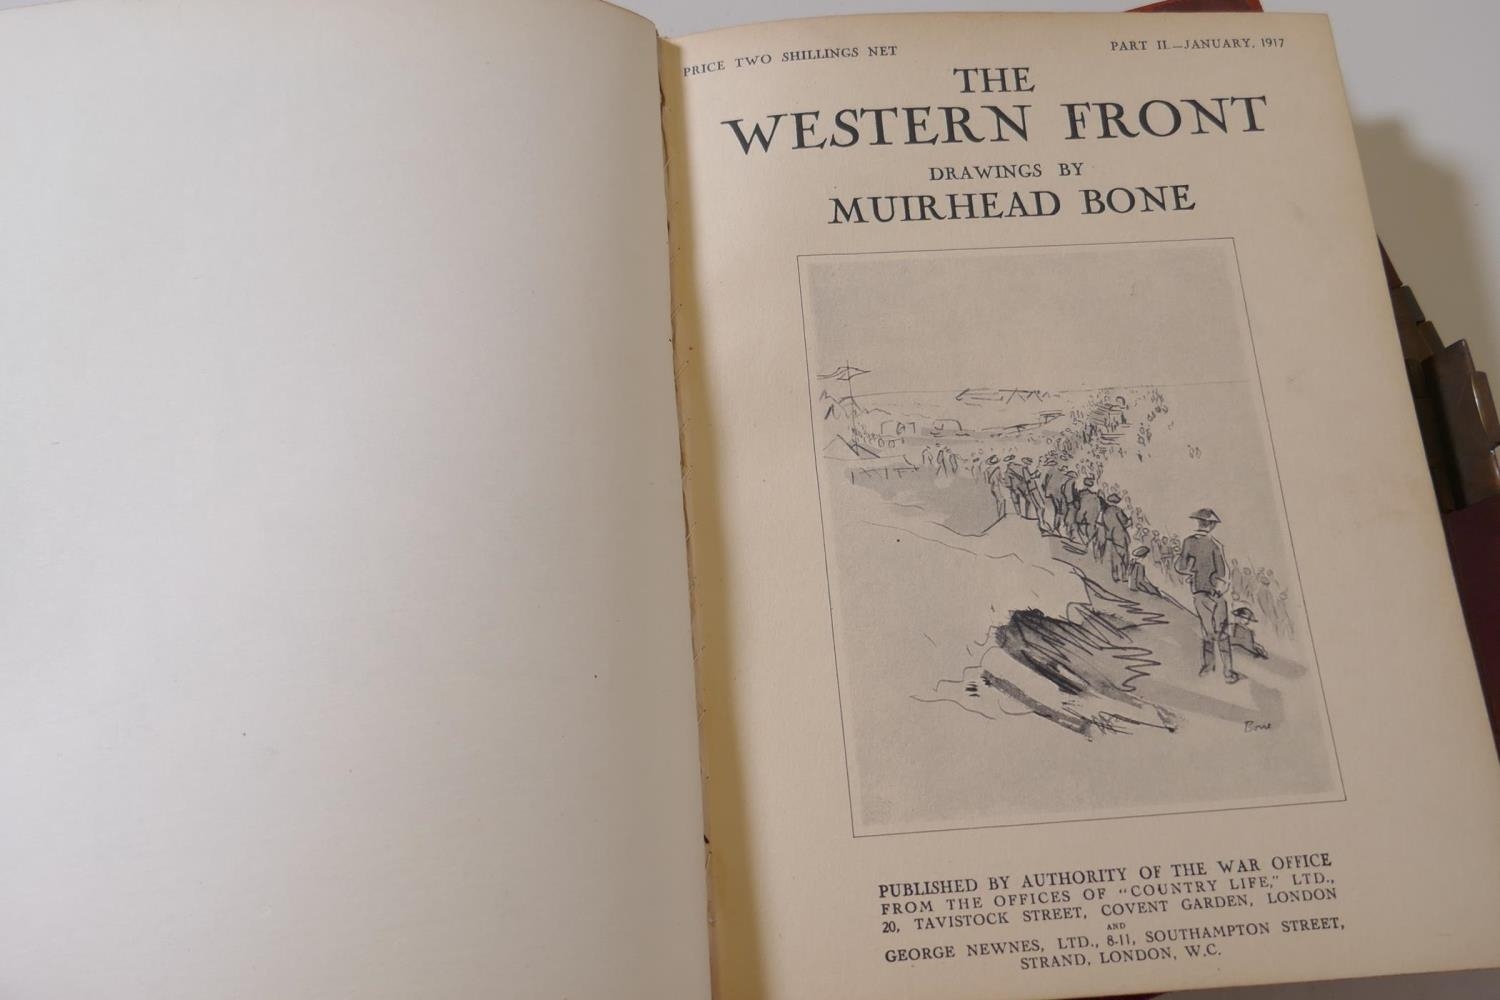 PRICE TWO SHILLINGS NET
PART II.—JANUARY, 1917
THE
WESTERN FRONT
DRAWINGS BY
MUIRHEAD BONE
Bone
PUBLISHED BY AUTHORITY OF THE WAR OFFICE
FROM THE OFFICES OF "COUNTRY LIFE," LTD.,
20, TAVISTOCK STREET, COVENT GARDEN, LONDON
AND
GEORGE NEWNES, LTD., 8-11, SOUTHAMPTON STREET,
STRAND, LONDON, W.C.